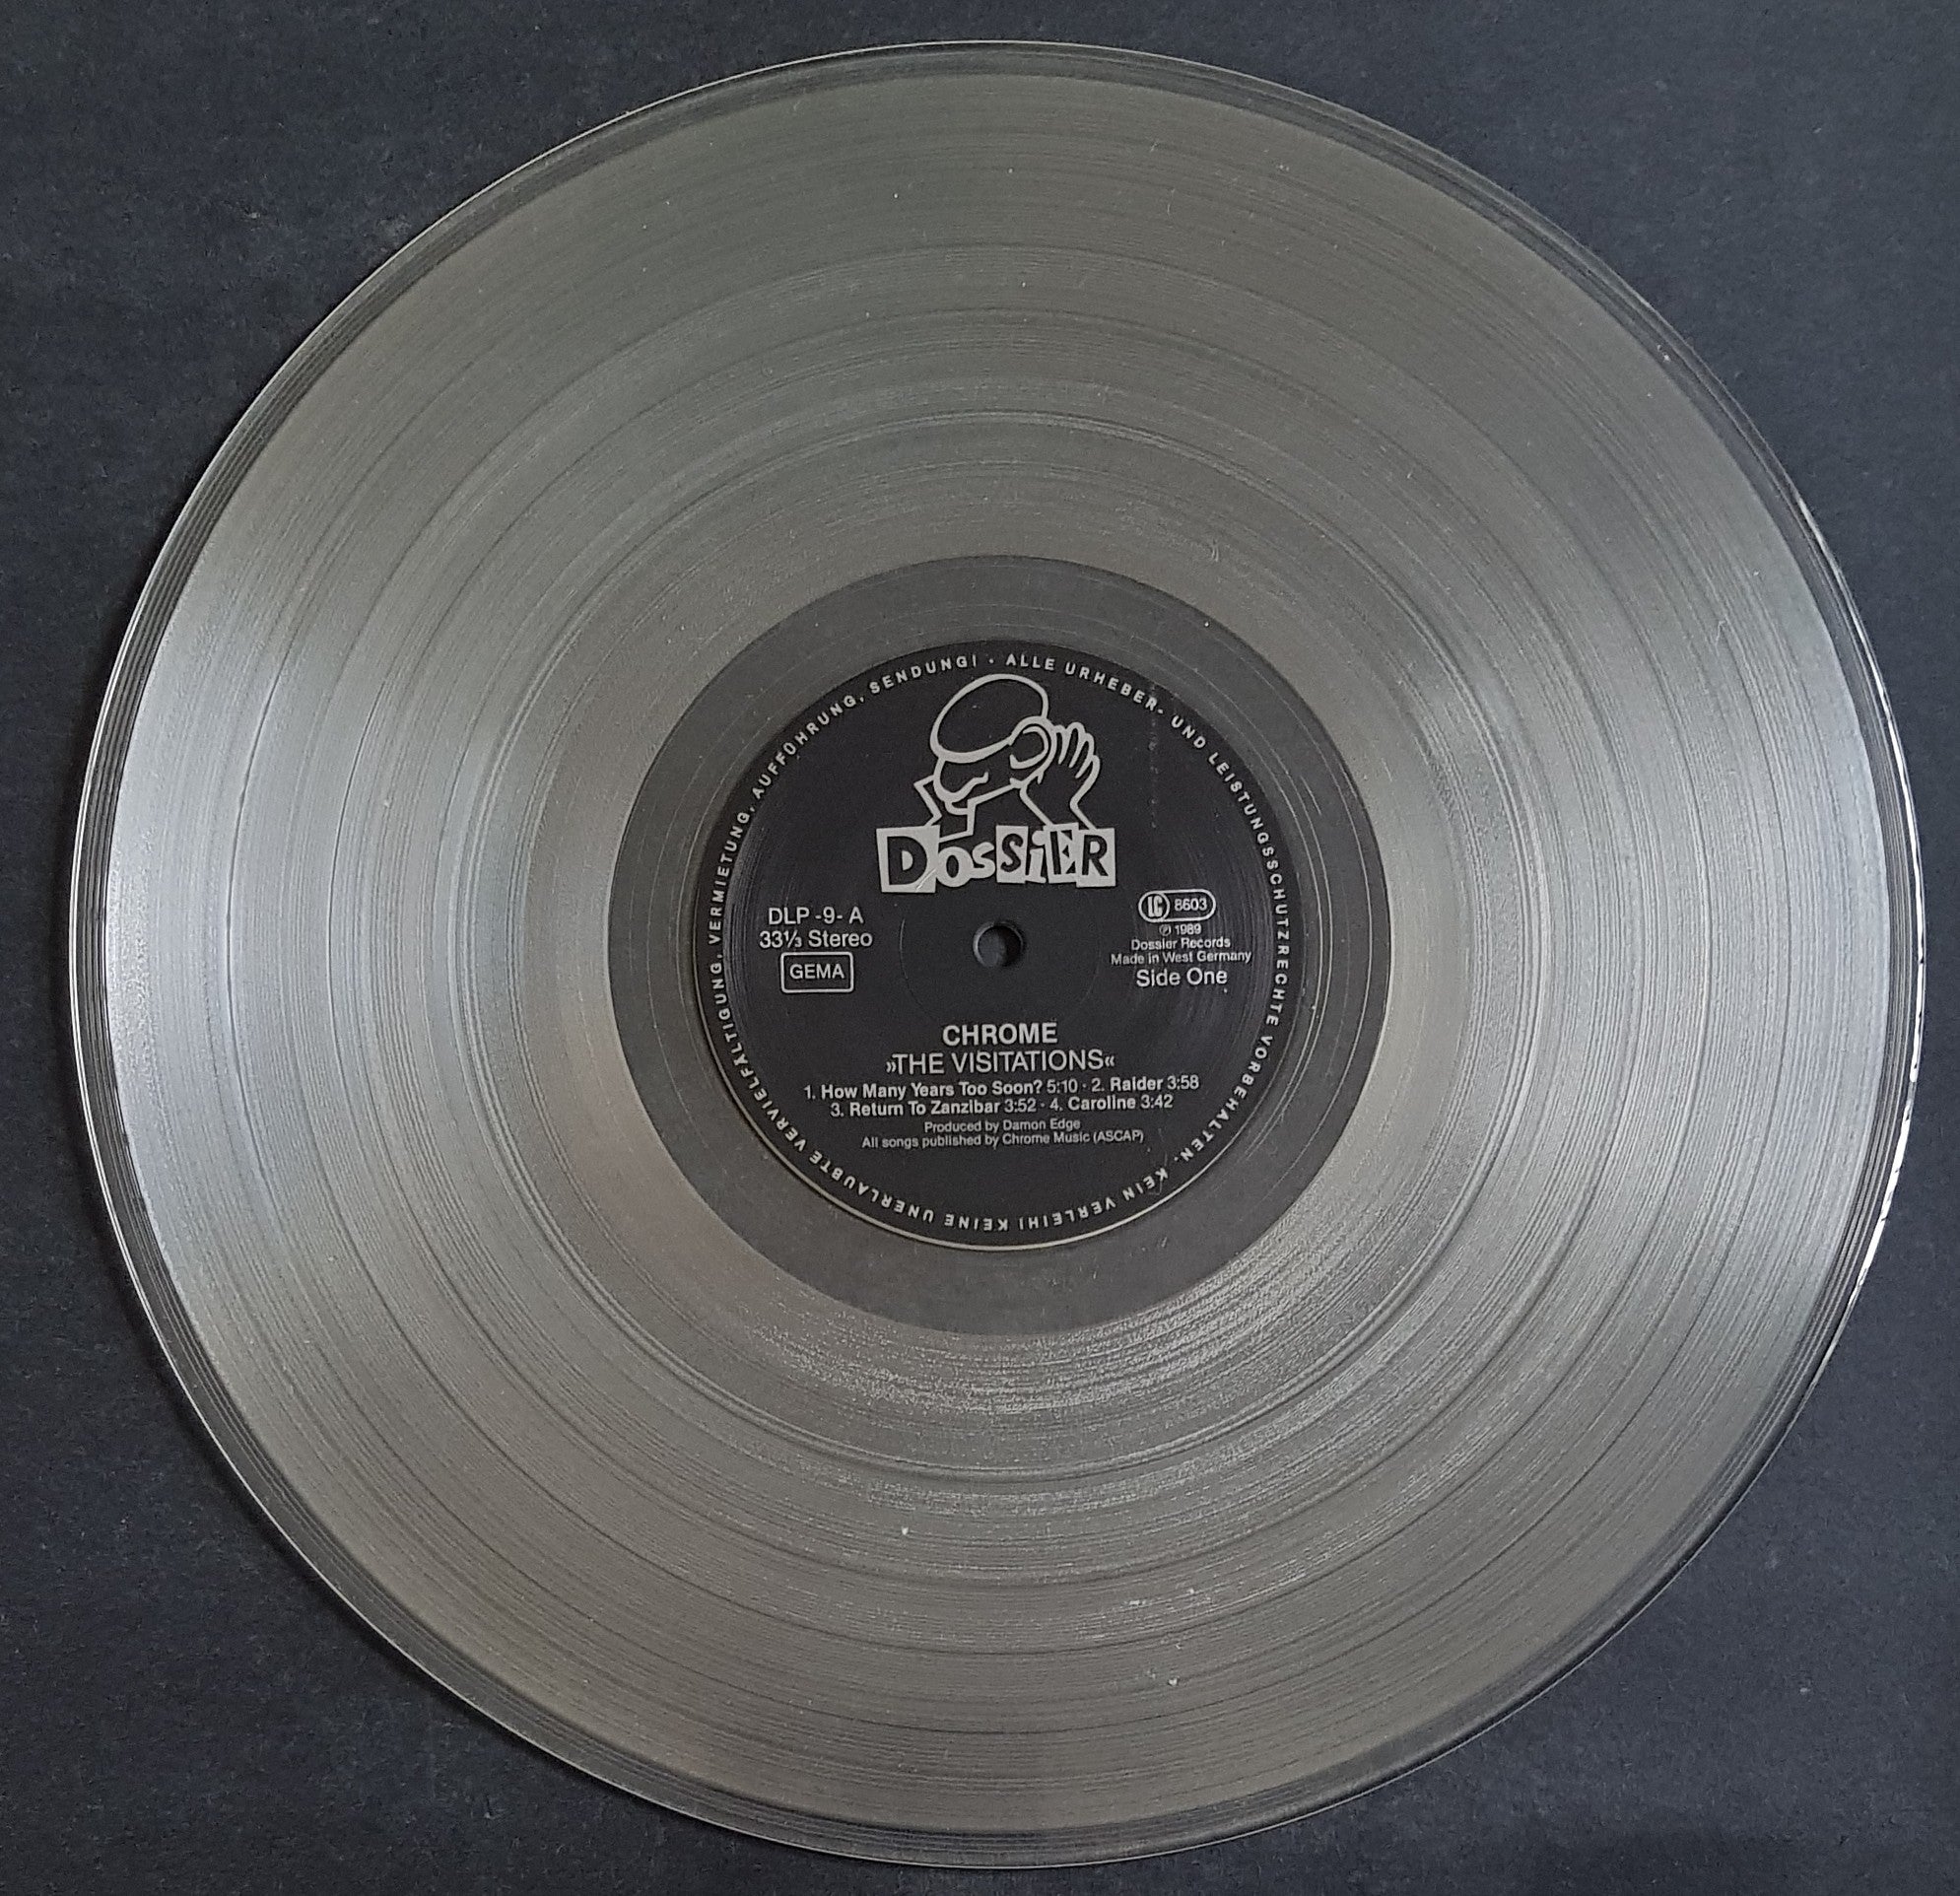 ALLE URHEBER- UND LEISTUNGSSCHUTZRECHTE VORBEHALTEN. KEIN VERLEIH! KEINE UNERLAUBTE VERVIELFÄLTIGUNG, VERMIETUNG, AUFFÜHRUNG, SENDUNG! ·
DOSSiER
DLP -9- A
33⅓ Stereo
GEMA
LC 8603
℗ 1989
Dossier Records
Made in West Germany
Side One
CHROME
»THE VISITATIONS«
1. How Many Years Too Soon? 5:10 · 2. Raider 3:58
3. Return To Zanzibar 3:52 · 4. Caroline 3:42
Produced by Damon Edge
All songs published by Chrome Music (ASCAP)